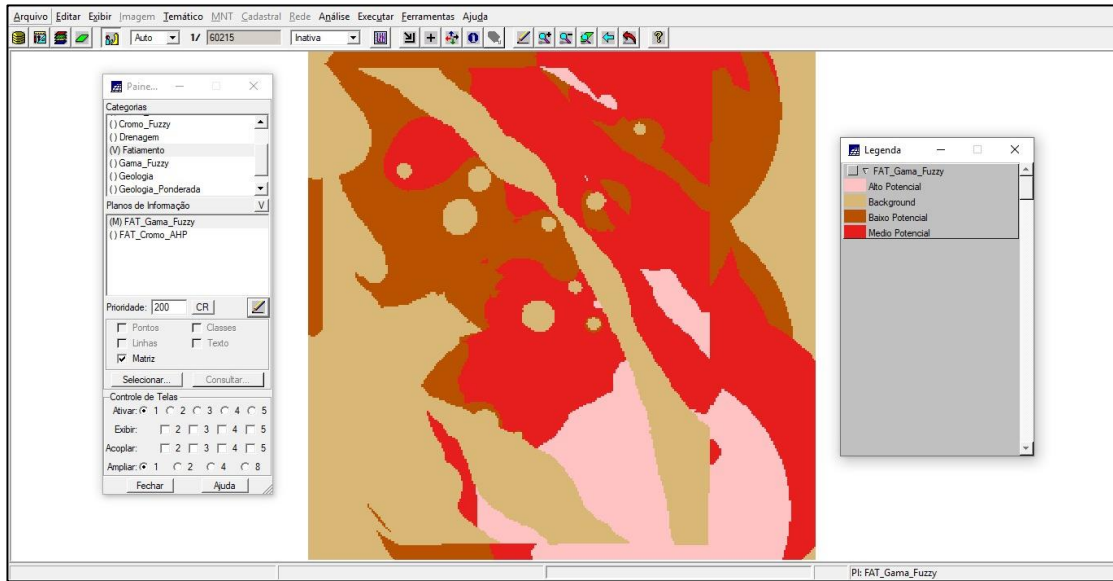 Arquivo Editar Exibir Imagem Temático MNT Cadastral Rede Análise Executar Ferramentas Ajuda
Auto 1/ 60215 Inativa
Paine...
Categorias
( ) Cromo_Fuzzy
( ) Drenagem
(V) Fatiamento
( ) Gama_Fuzzy
( ) Geologia
( ) Geologia_Ponderada
Planos de Informação V
(M) FAT_Gama_Fuzzy
( ) FAT_Cromo_AHP
Prioridade: 200 CR
Pontos Classes
Linhas Texto
Matriz
Selecionar... Consultar...
Controle de Telas
Ativar: 1 2 3 4 5
Exibir: 2 3 4 5
Acoplar: 2 3 4 5
Ampliar: 1 2 4 8
Fechar Ajuda
Legenda
FAT_Gama_Fuzzy
Alto Potencial
Background
Baixo Potencial
Medio Potencial
PI: FAT_Gama_Fuzzy